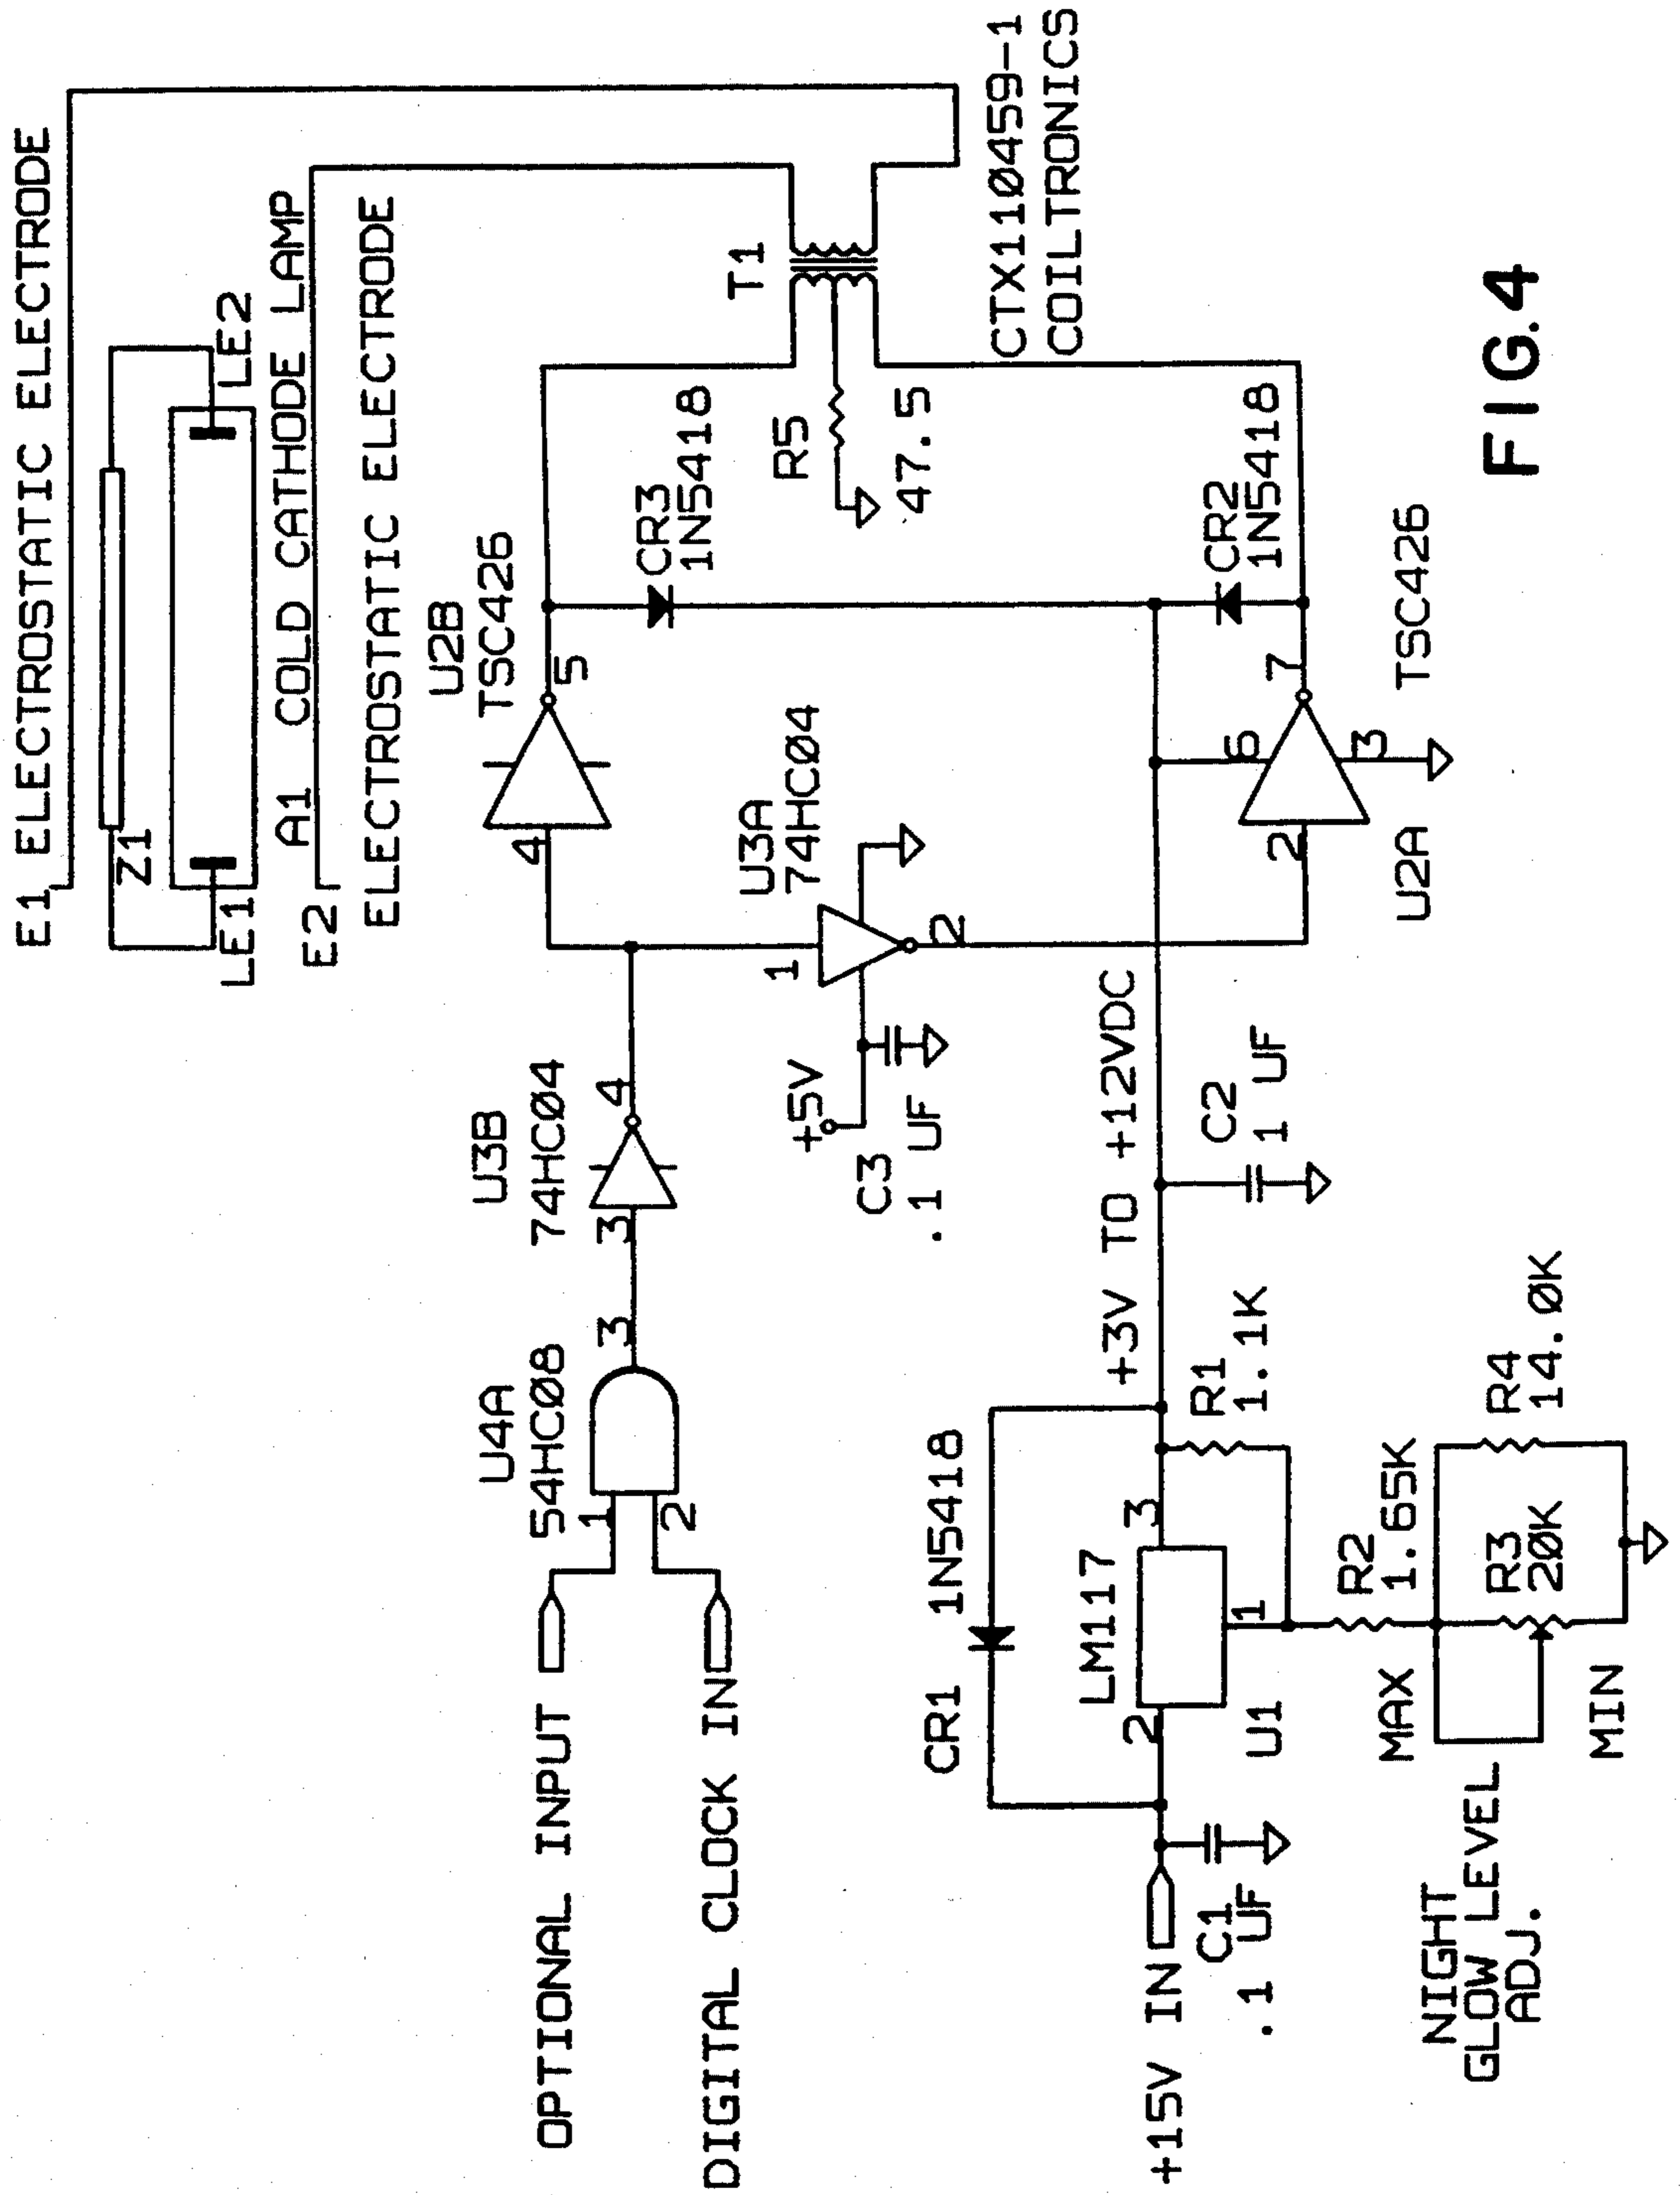 E1 ELECTROSTATIC ELECTRODE
Z1
LE1
LE2
A1 COLD CATHODE LAMP
E2
ELECTROSTATIC ELECTRODE
U2B
TSC426
4
5
U3B
74HC04
3
4
U4A
54HC08
1
2
3
OPTIONAL INPUT
DIGITAL CLOCK IN
CR3
1N5418
T1
R5
47.5
U3A
74HC04
1
2
+5V
C3
.1 UF
CTX110459-1
COILTRONICS
CR1
1N5418
+3V TO +12VDC
LM117
2
3
1
U1
R1
1.1K
C2
1 UF
+15V IN
C1
.1 UF
6
7
2
3
CR2
1N5418
U2A
TSC426
R2
1.65K
MAX
NIGHT
GLOW LEVEL
ADJ.
R3
20K
R4
14.0K
MIN
FIG.4